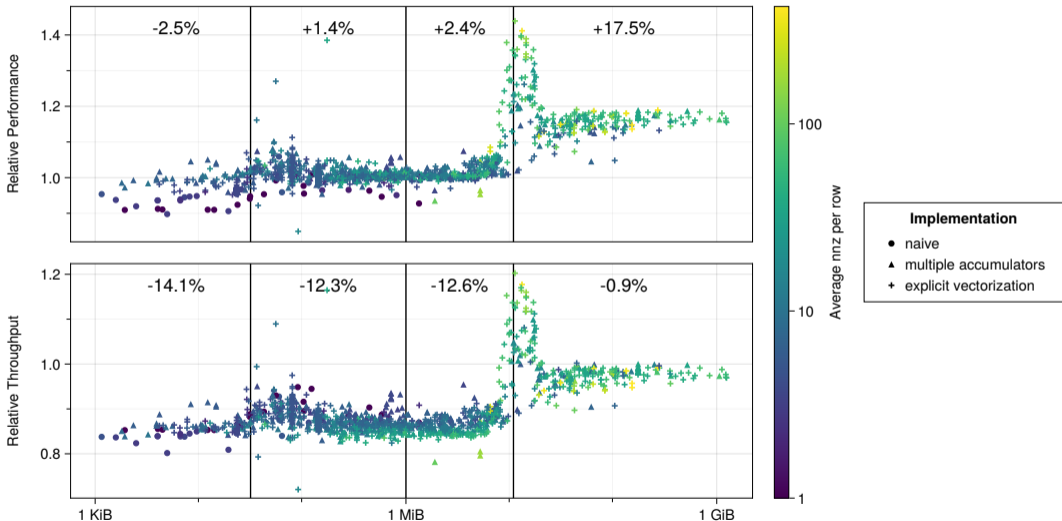 Relative Performance
1.4
1.2
1.0
-2.5%
+1.4%
+2.4%
+17.5%
Relative Throughput
1.2
1.0
0.8
-14.1%
-12.3%
-12.6%
-0.9%
1 KiB
1 MiB
1 GiB
100
10
1
Average nnz per row
Implementation
naive
multiple accumulators
explicit vectorization